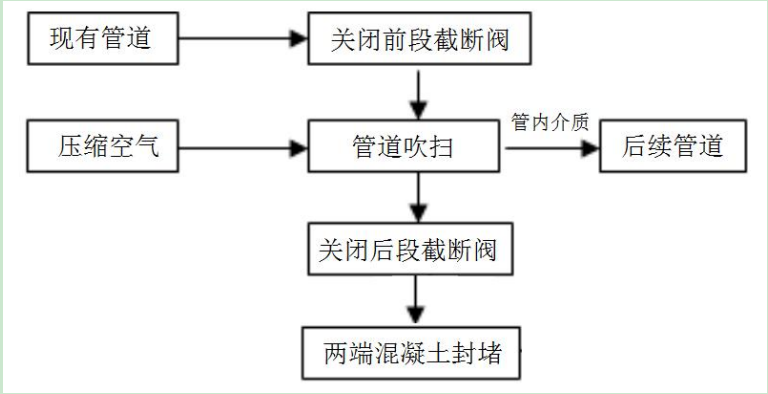 现有管道
关闭前段截断阀
压缩空气
管道吹扫
管内介质
后续管道
关闭后段截断阀
两端混凝土封堵